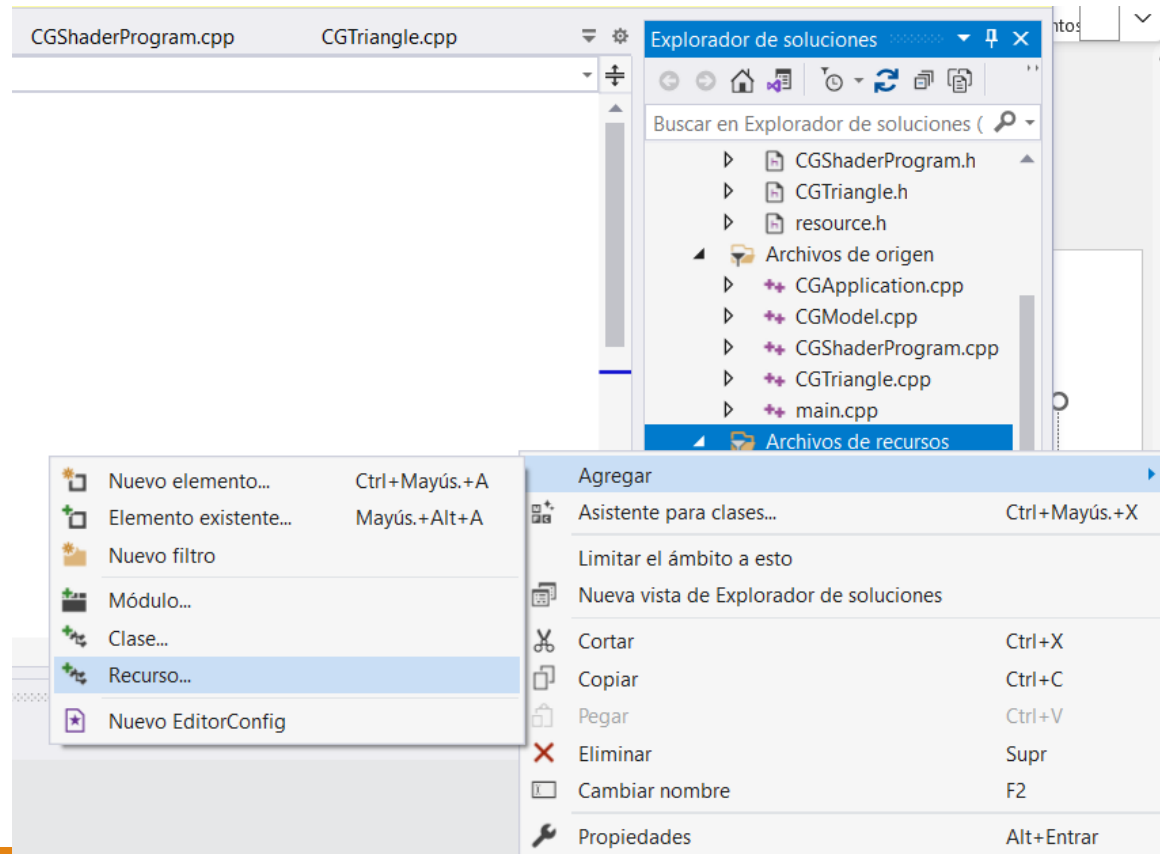 CGShaderProgram.cpp CGTriangle.cpp
Explorador de soluciones
Buscar en Explorador de soluciones (
CGShaderProgram.h
CGTriangle.h
resource.h
Archivos de origen
CGApplication.cpp
CGModel.cpp
CGShaderProgram.cpp
CGTriangle.cpp
main.cpp
Archivos de recursos
Agregar
Asistente para clases... Ctrl+Mayús.+X
Limitar el ámbito a esto
Nueva vista de Explorador de soluciones
Cortar Ctrl+X
Copiar Ctrl+C
Pegar Ctrl+V
Eliminar Supr
Cambiar nombre F2
Propiedades Alt+Entrar
Nuevo elemento... Ctrl+Mayús.+A
Elemento existente... Mayús.+Alt+A
Nuevo filtro
Módulo...
Clase...
Recurso...
Nuevo EditorConfig